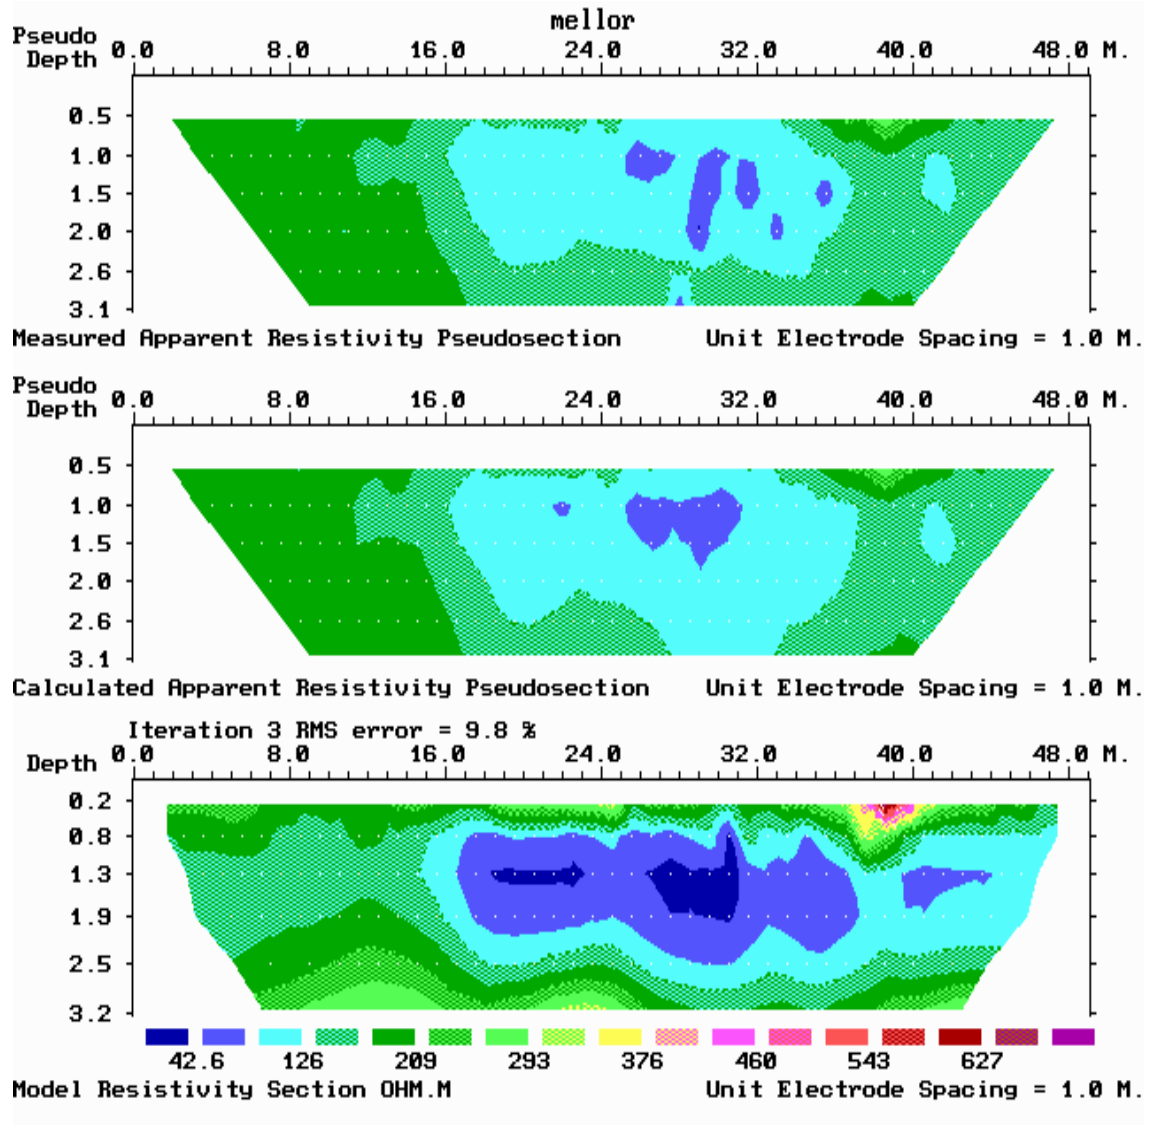 mellor
Pseudo
Depth 0.0 8.0 16.0 24.0 32.0 40.0 48.0 M.
0.5
1.0
1.5
2.0
2.6
3.1
Measured Apparent Resistivity Pseudosection Unit Electrode Spacing = 1.0 M.
Pseudo
Depth 0.0 8.0 16.0 24.0 32.0 40.0 48.0 M.
0.5
1.0
1.5
2.0
2.6
3.1
Calculated Apparent Resistivity Pseudosection Unit Electrode Spacing = 1.0 M.
Iteration 3 RMS error = 9.8 %
Depth 0.0 8.0 16.0 24.0 32.0 40.0 48.0 M.
0.2
0.8
1.3
1.9
2.5
3.2
42.6 126 209 293 376 460 543 627
Model Resistivity Section OHM.M Unit Electrode Spacing = 1.0 M.